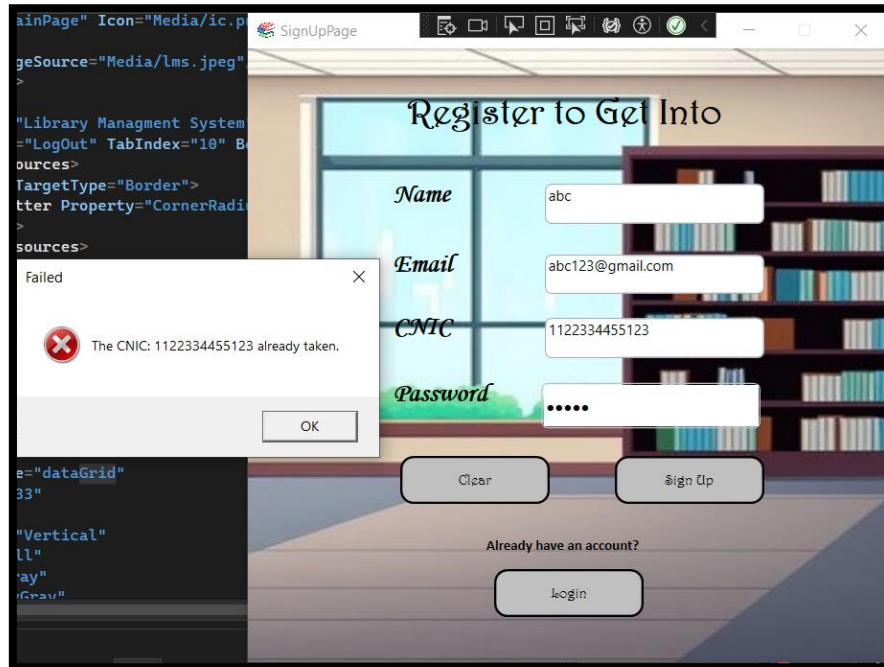 ainPage" Icon="Media/ic.p
SignUpPage
geSource="Media/lms.jpeg"
>
Register to Get Into
"Library Managment System
="LogOut" TabIndex="10" B
ources>
TargetType="Border">
tter Property="CornerRadi
>
sources>
Name
abc
Email
abc123@gmail.com
CNIC
1122334455123
Password
•••••
Failed
The CNIC: 1122334455123 already taken.
OK
Clear
Sign Up
Already have an account?
Login
e="dataGrid"
33"
"Vertical"
ll"
ray"
yGray"